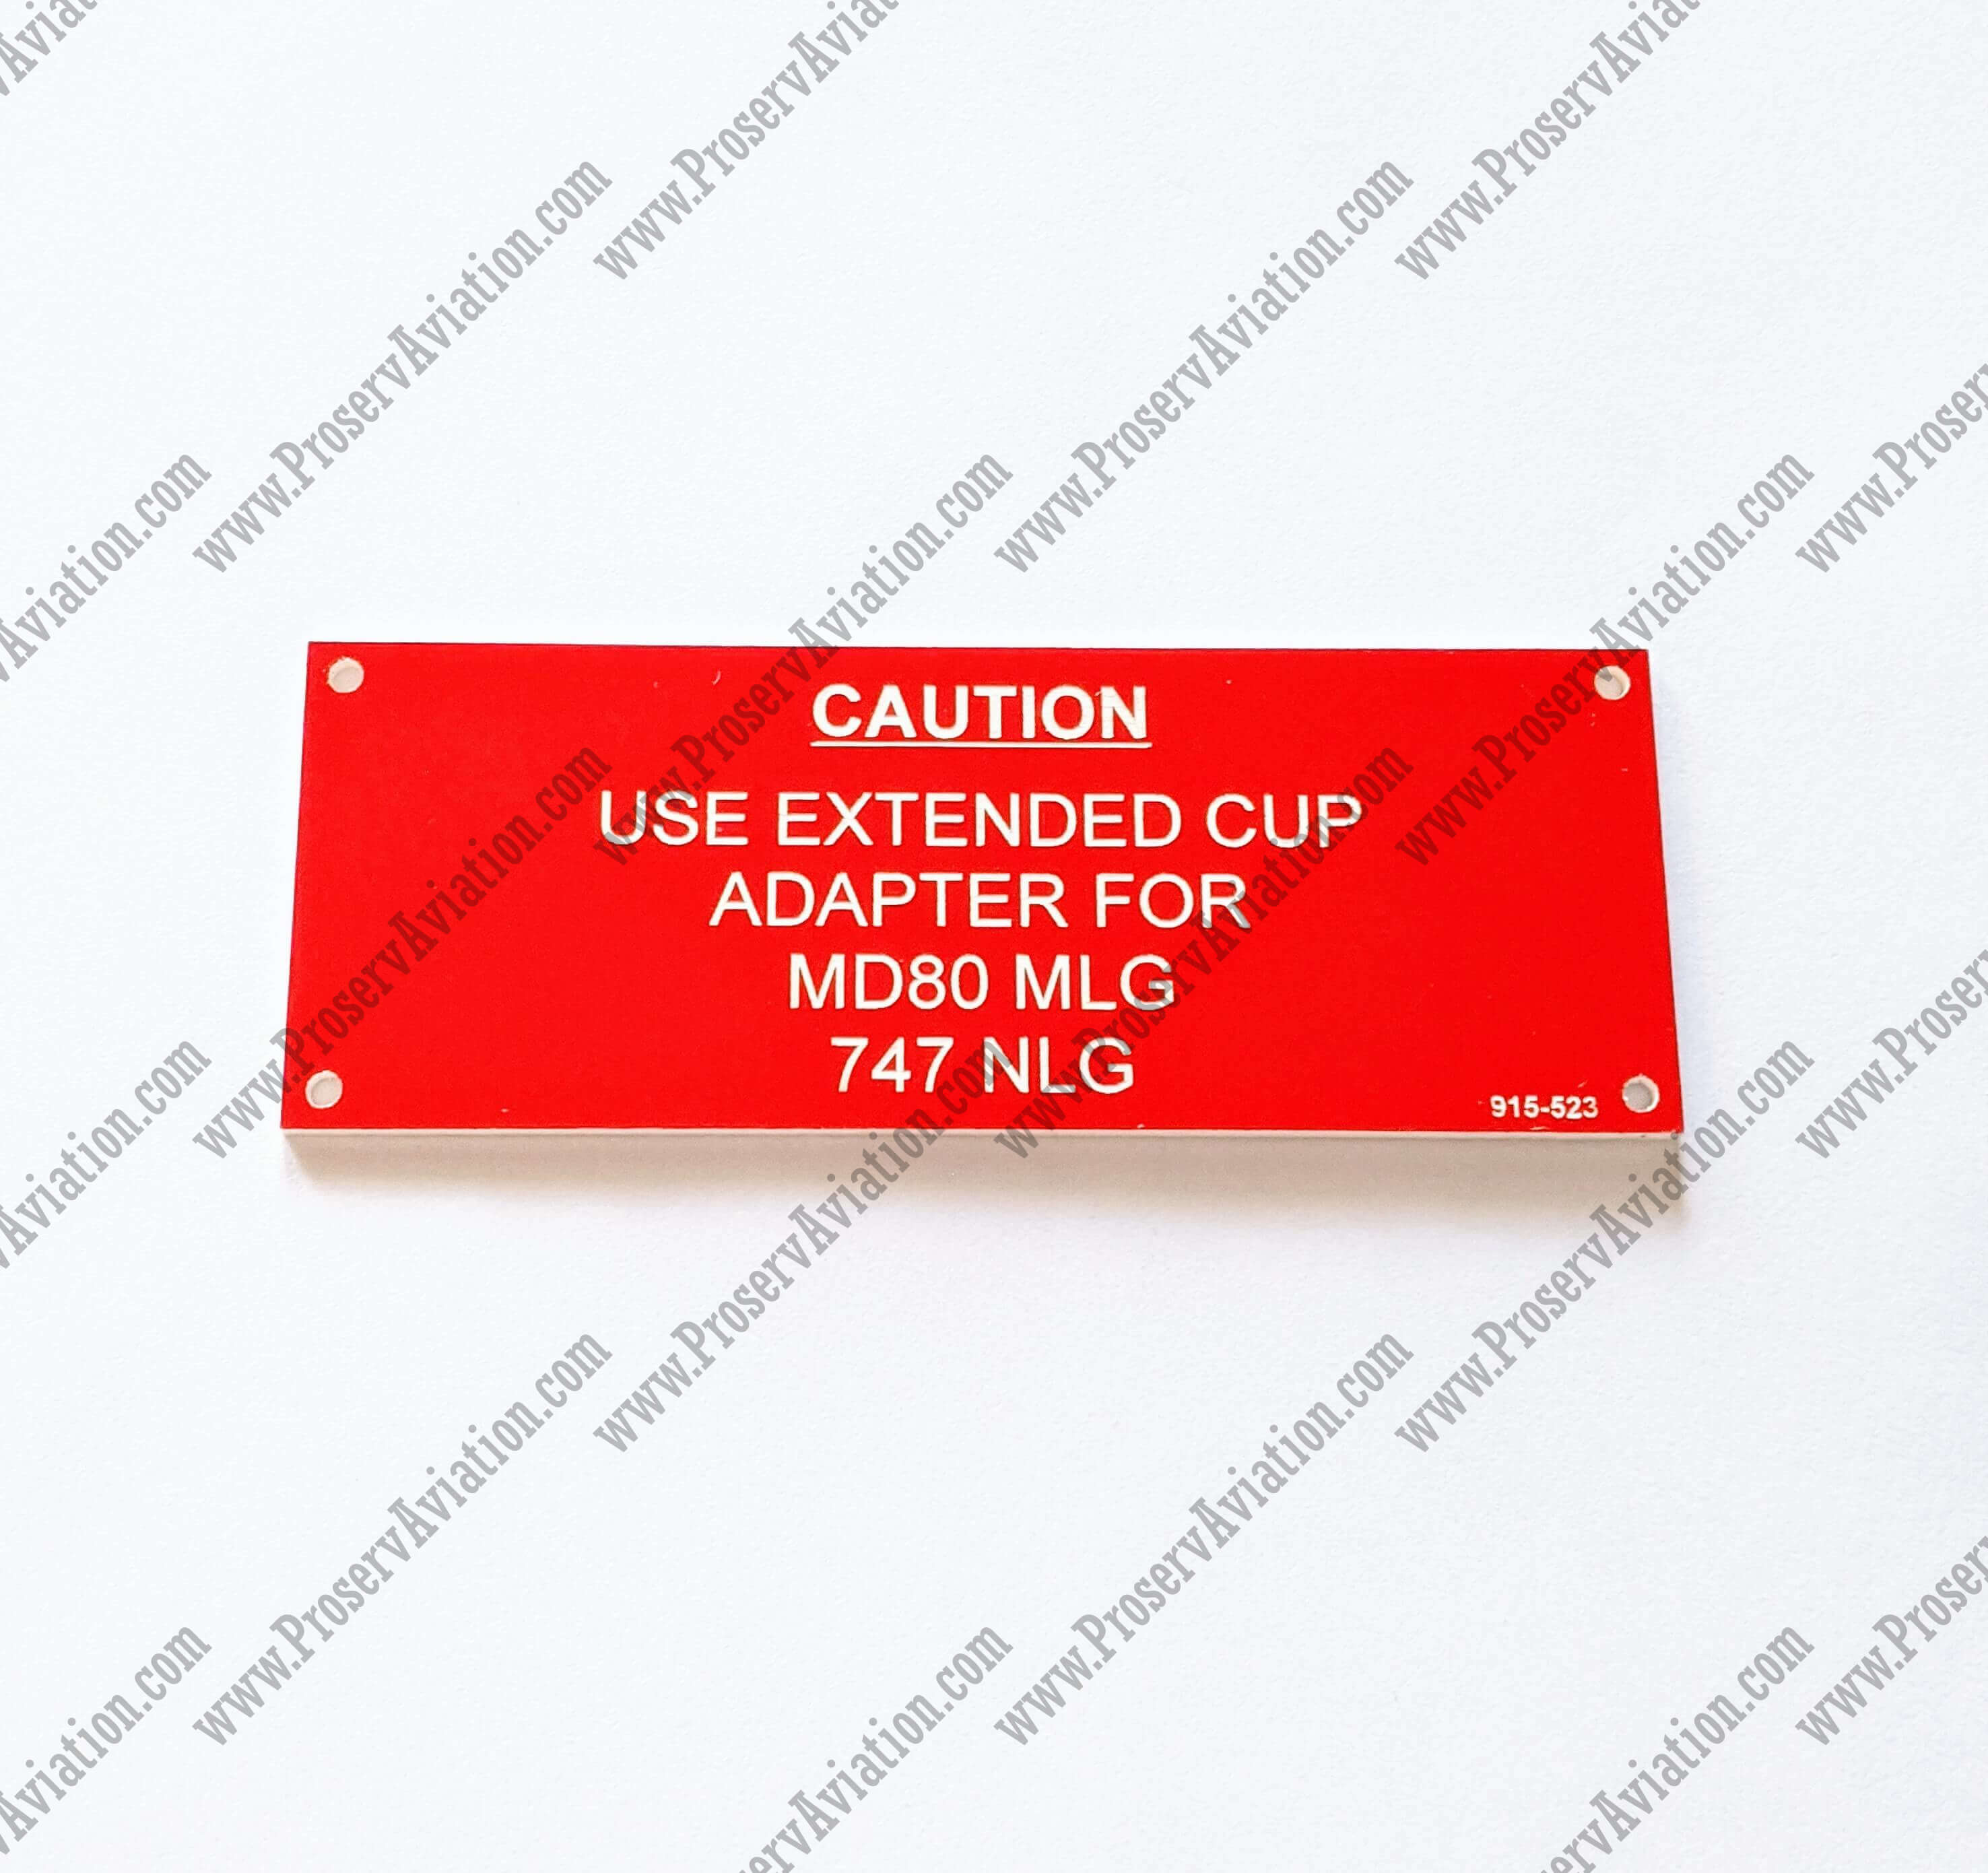 CAUTION
USE EXTENDED CUP
ADAPTER FOR
MD80 MLG
747 NLG
915-523
www.ProservAviation.com